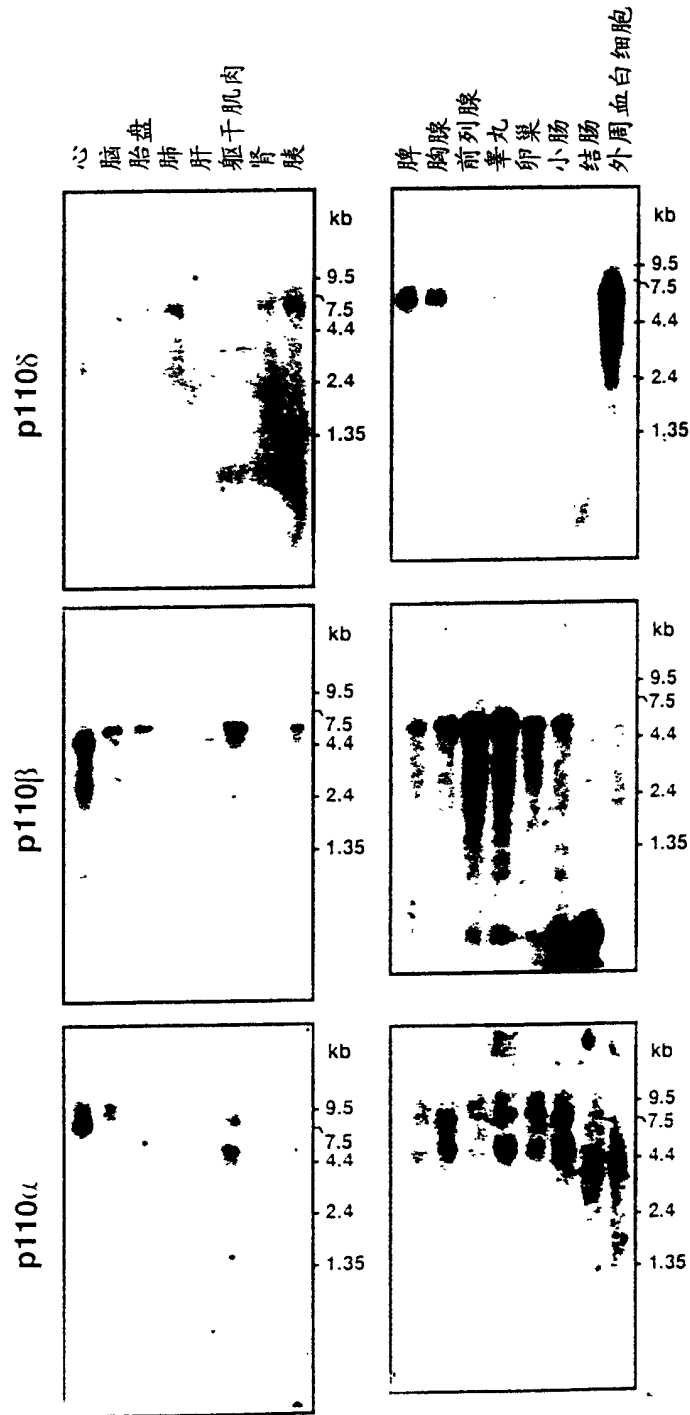 心
脑
胎盘
肺
肝
躯干肌肉
肾
胰
脾
胸腺
前列腺
睾丸
卵巢
小肠
结肠
外周血白细胞
p110δ
kb
9.5
7.5
4.4
2.4
1.35
kb
9.5
7.5
4.4
2.4
1.35
p110β
kb
9.5
7.5
4.4
2.4
1.35
kb
9.5
7.5
4.4
2.4
1.35
p110α
kb
9.5
7.5
4.4
2.4
1.35
kb
9.5
7.5
4.4
2.4
1.35